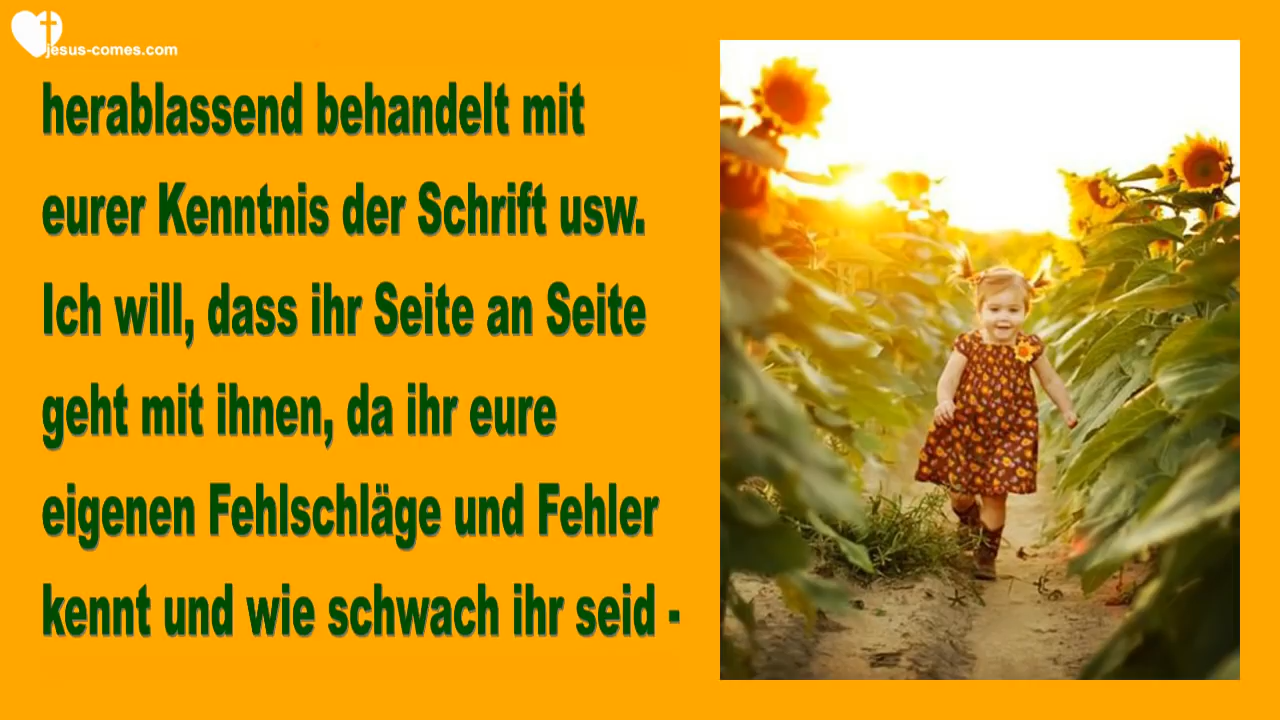 jesus-comes.com
herablassend behandelt mit
eurer Kenntnis der Schrift usw.
Ich will, dass ihr Seite an Seite
geht mit ihnen, da ihr eure
eigenen Fehlschläge und Fehler
kennt und wie schwach ihr seid -